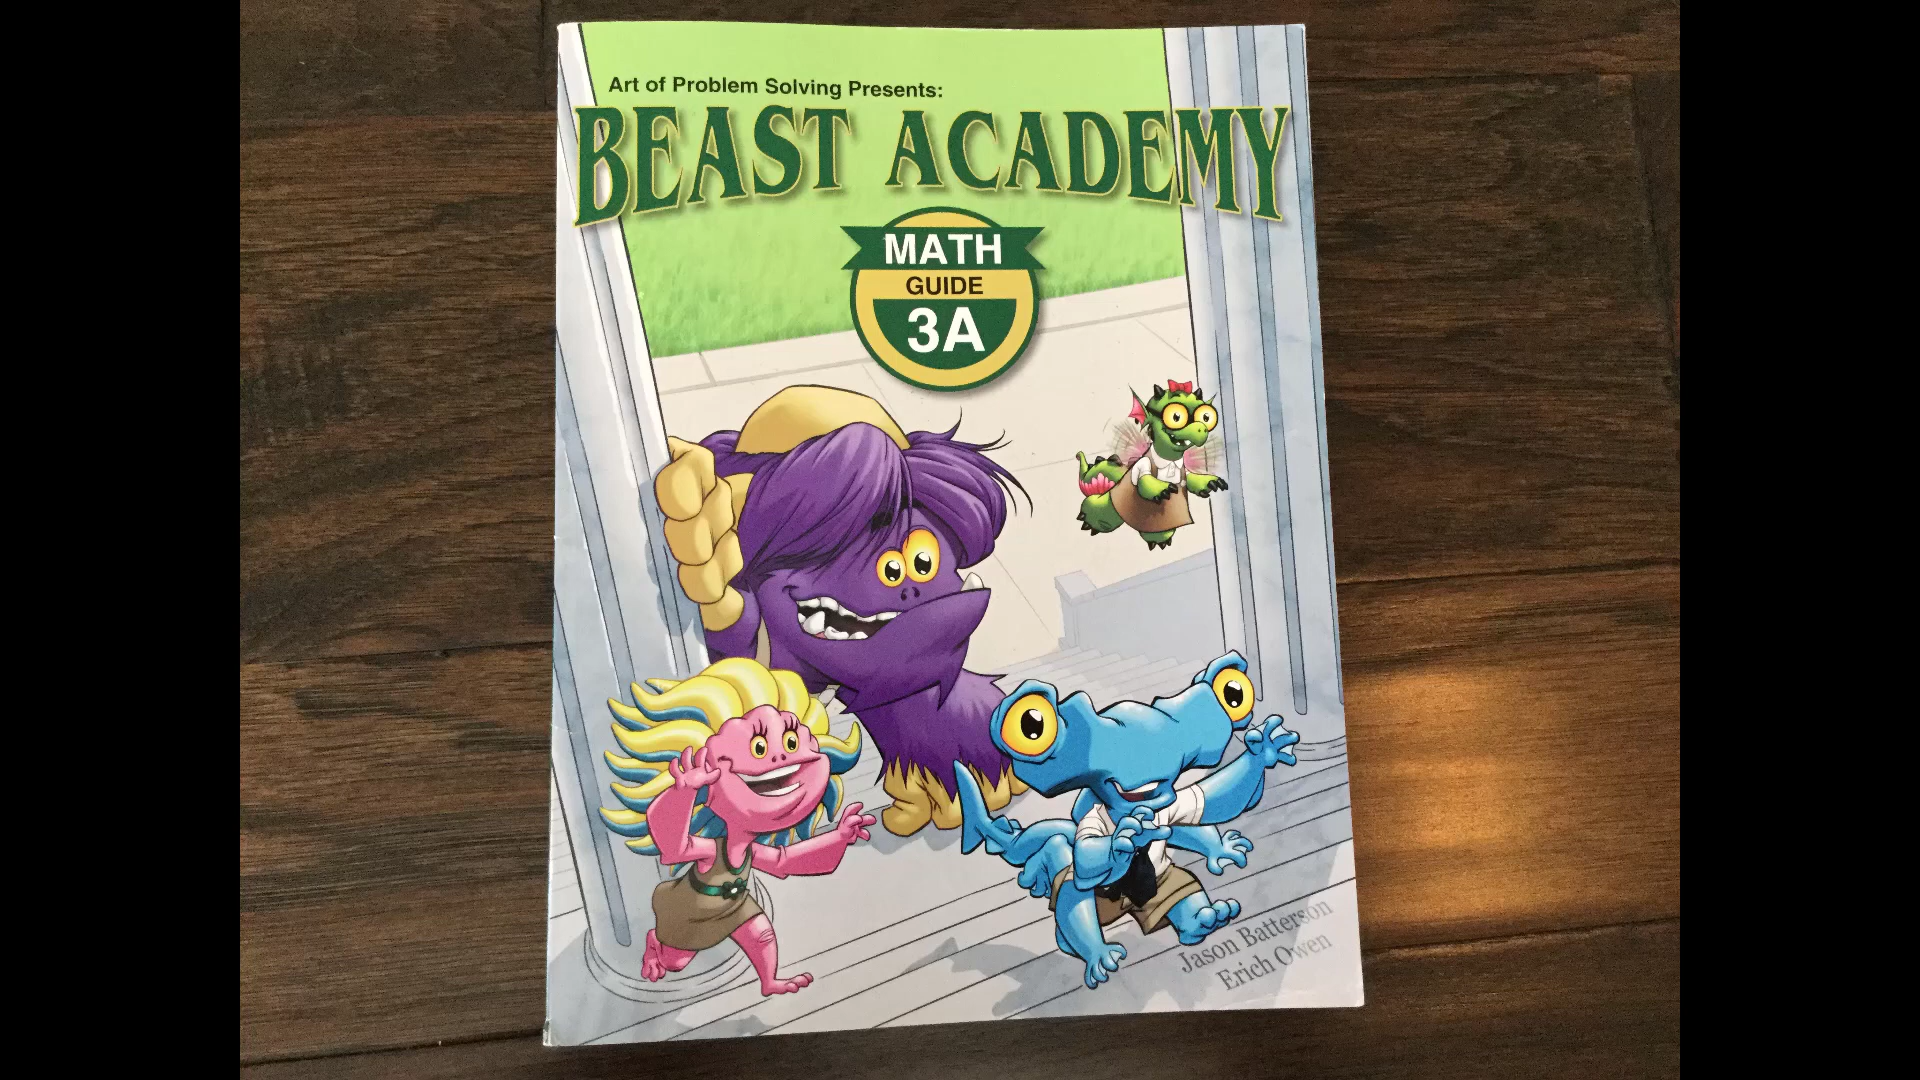 Art of Problem Solving Presents:
BEAST ACADEMY
MATH
GUIDE
3A
Jason Batterson
Erich Owen